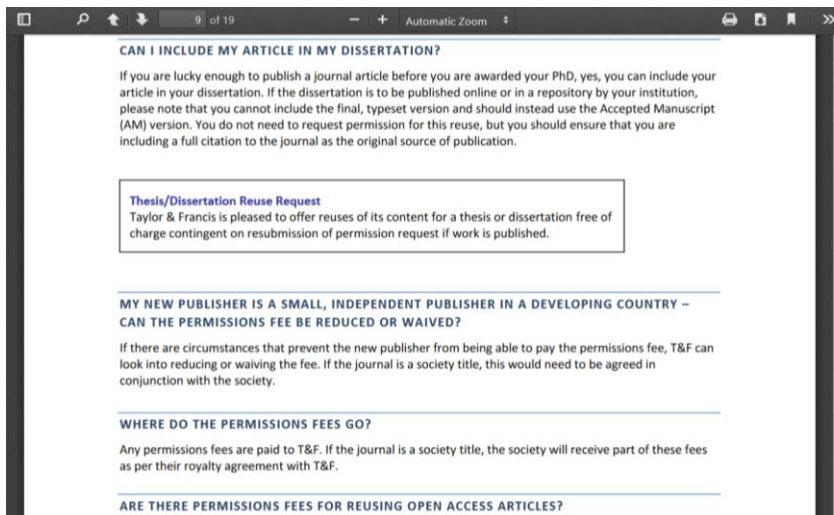 9 of 19
Automatic Zoom
CAN I INCLUDE MY ARTICLE IN MY DISSERTATION?
If you are lucky enough to publish a journal article before you are awarded your PhD, yes, you can include your
article in your dissertation. If the dissertation is to be published online or in a repository by your institution,
please note that you cannot include the final, typeset version and should instead use the Accepted Manuscript
(AM) version. You do not need to request permission for this reuse, but you should ensure that you are
including a full citation to the journal as the original source of publication.
Thesis/Dissertation Reuse Request
Taylor & Francis is pleased to offer reuses of its content for a thesis or dissertation free of
charge contingent on resubmission of permission request if work is published.
MY NEW PUBLISHER IS A SMALL, INDEPENDENT PUBLISHER IN A DEVELOPING COUNTRY –
CAN THE PERMISSIONS FEE BE REDUCED OR WAIVED?
If there are circumstances that prevent the new publisher from being able to pay the permissions fee, T&F can
look into reducing or waiving the fee. If the journal is a society title, this would need to be agreed in
conjunction with the society.
WHERE DO THE PERMISSIONS FEES GO?
Any permissions fees are paid to T&F. If the journal is a society title, the society will receive part of these fees
as per their royalty agreement with T&F.
ARE THERE PERMISSIONS FEES FOR REUSING OPEN ACCESS ARTICLES?